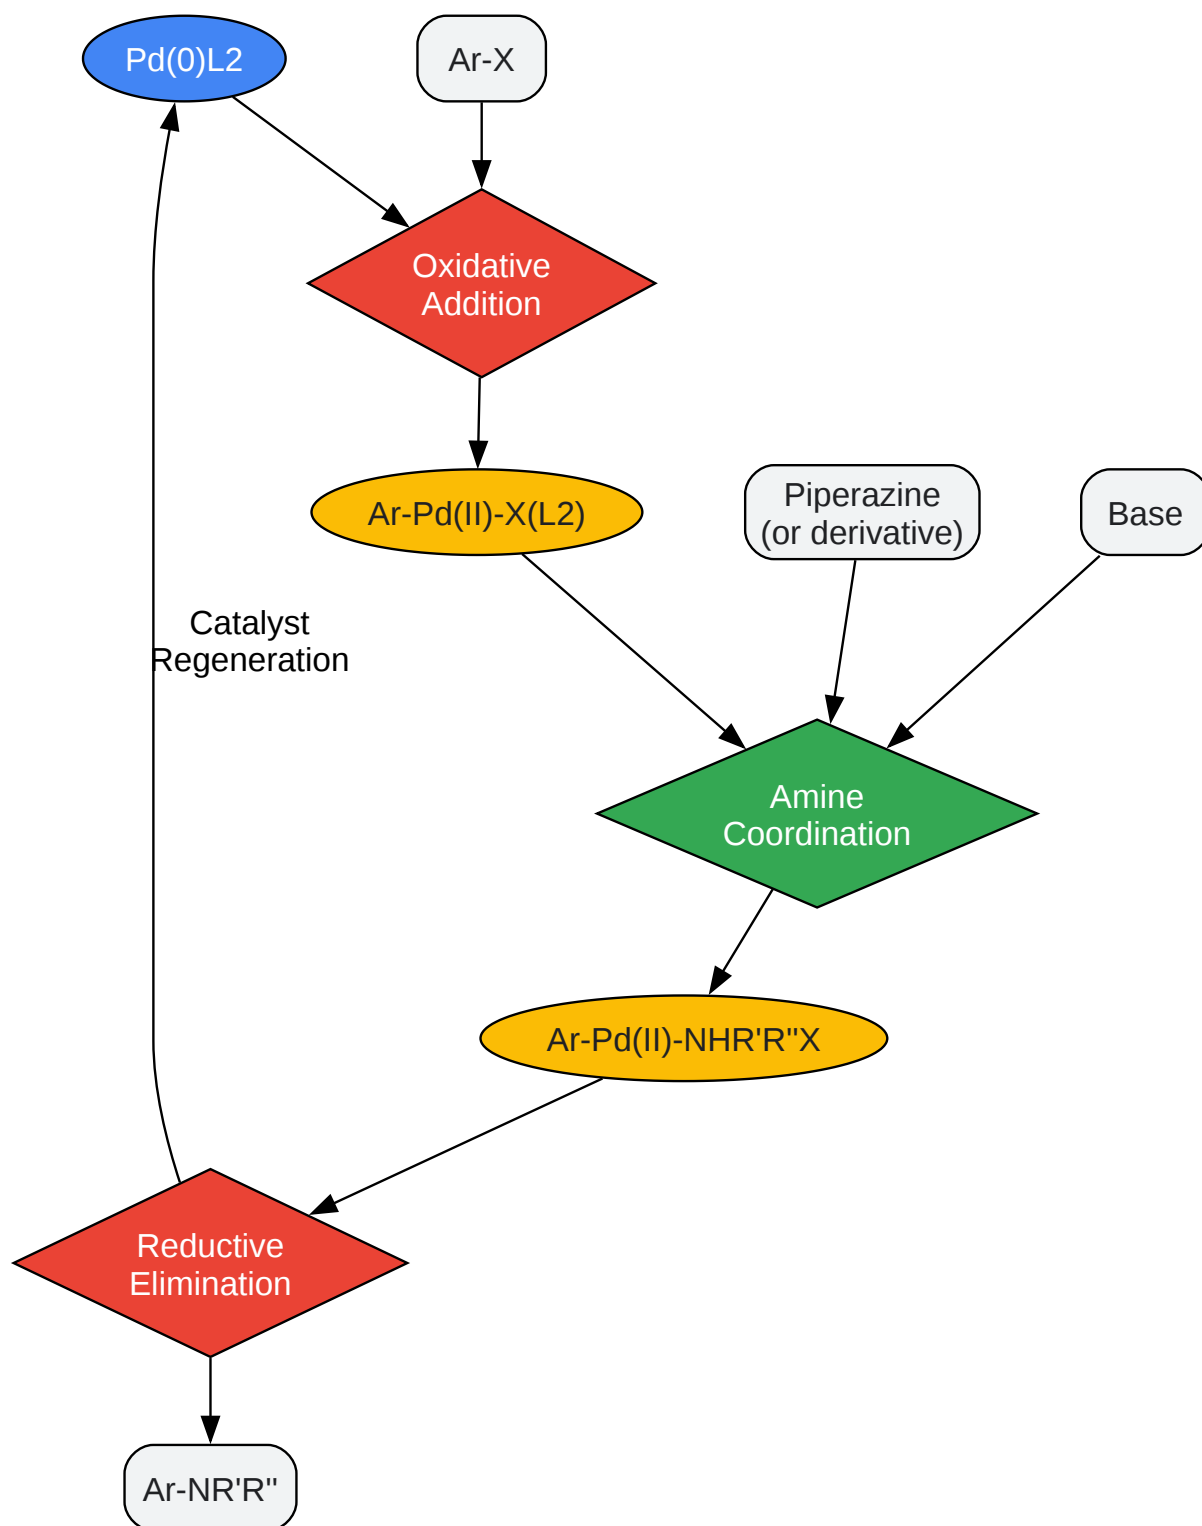 Pd(0)L2
Ar-X
Oxidative
Addition
Ar-Pd(II)-X(L2)
Piperazine
(or derivative)
Base
Catalyst
Regeneration
Amine
Coordination
Ar-Pd(II)-NHR'R''X
Reductive
Elimination
Ar-NR'R''